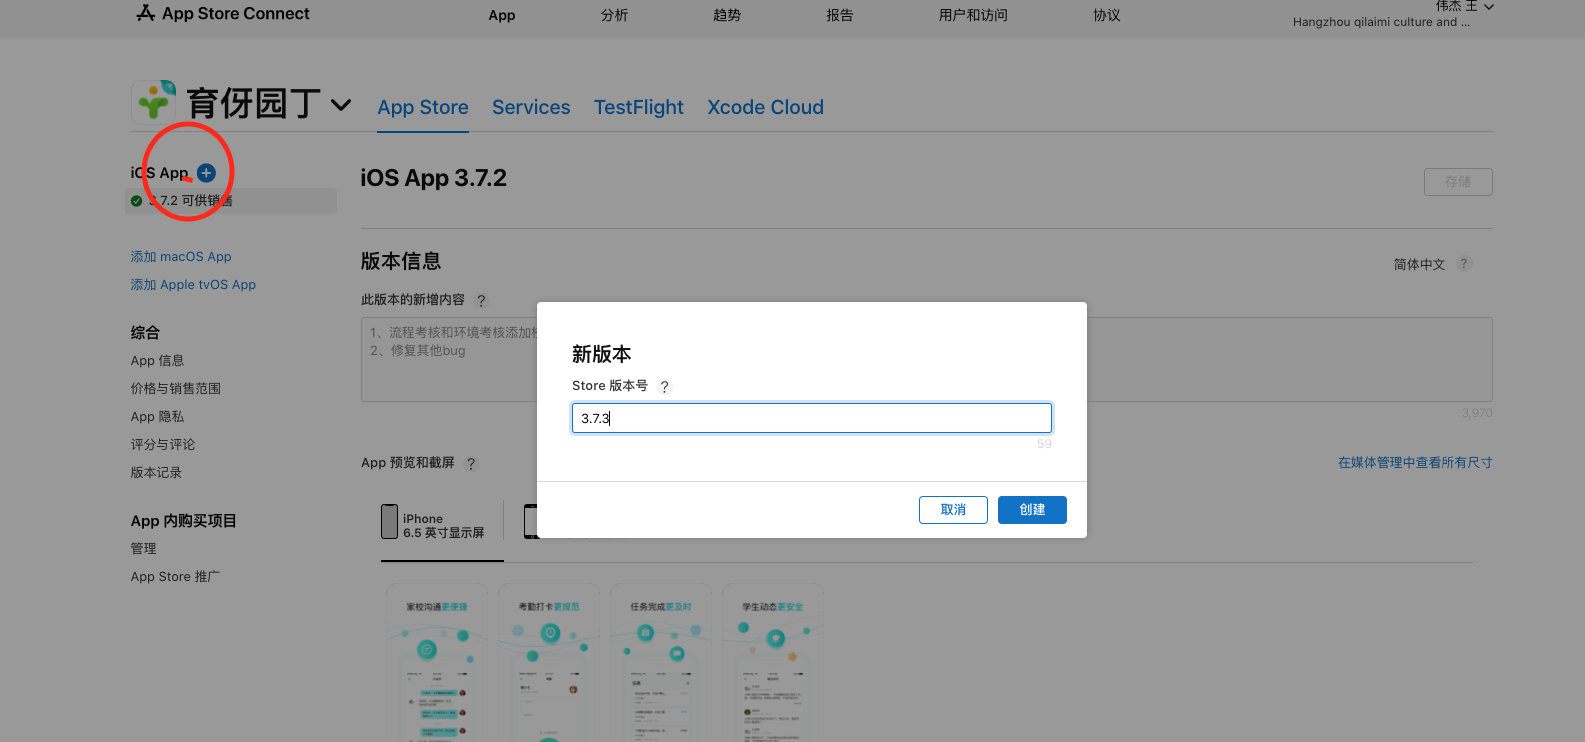 App Store Connect
App 分析 趋势 报告 用户和访问 协议
伟杰 王
Hangzhou qilaimi culture and ...
育伢园丁
App Store Services TestFlight Xcode Cloud
iOS App
3.7.2 可供销售
添加 macOS App
添加 Apple tvOS App
综合
App 信息
价格与销售范围
App 隐私
评分与评论
版本记录
App 内购买项目
管理
App Store 推广
iOS App 3.7.2
存储
版本信息
简体中文 ?
此版本的新增内容 ?
1、流程考核和环境考核添加
2、修复其他bug
3,970
App 预览和截屏 ?
在媒体管理中查看所有尺寸
iPhone
6.5 英寸显示屏
家校沟通更便捷
考勤打卡更规范
任务完成更及时
学生动态更安全
新版本
Store 版本号 ?
3.7.3
59
取消
创建